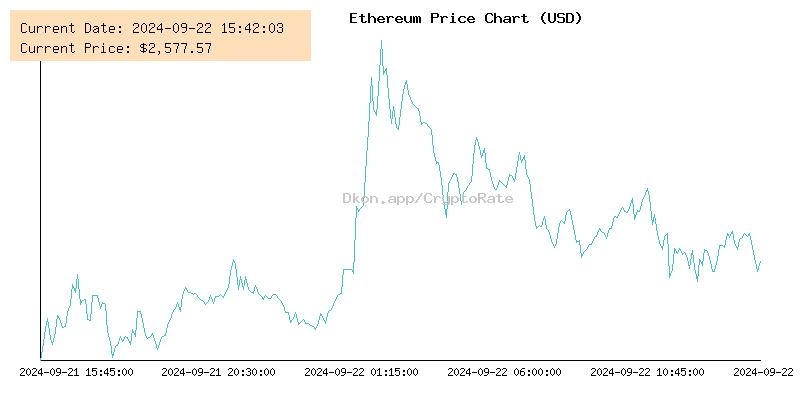 Ethereum Price Chart (USD)
Current Date: 2024-09-22 15:42:03
Current Price: $2,577.57
Dkon.app/CryptoRate
2024-09-21 15:45:00
2024-09-21 20:30:00
2024-09-22 01:15:00
2024-09-22 06:00:00
2024-09-22 10:45:00
2024-09-22